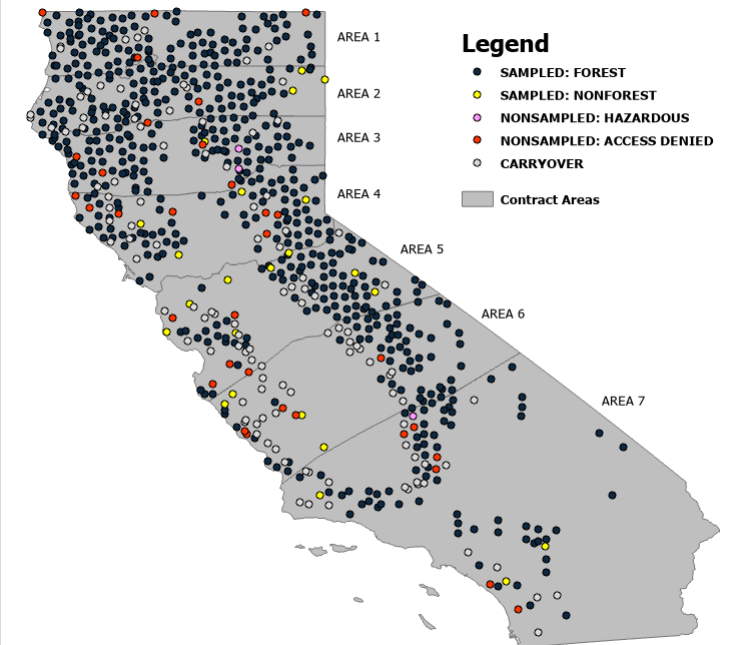 AREA 1
Legend
SAMPLED: FOREST
AREA 2
SAMPLED: NONFOREST
NONSAMPLED: HAZARDOUS
AREA 3
NONSAMPLED: ACCESS DENIED
CARRYOVER
AREA 4
Contract Areas
AREA 5
AREA 6
AREA 7